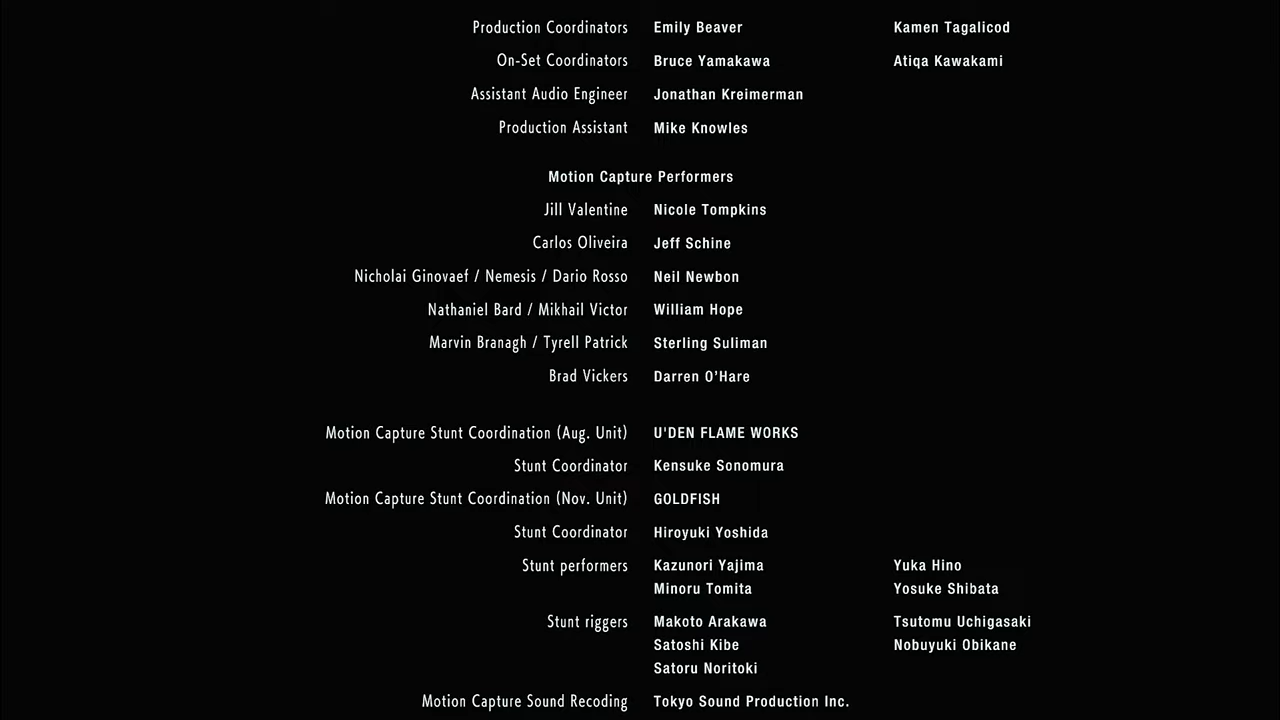 Production Coordinators Emily Beaver Kamen Tagalicod
On-Set Coordinators Bruce Yamakawa Atiqa Kawakami
Assistant Audio Engineer Jonathan Kreimerman
Production Assistant Mike Knowles
Motion Capture Performers
Jill Valentine Nicole Tompkins
Carlos Oliveira Jeff Schine
Nicholai Ginovaef / Nemesis / Dario Rosso Neil Newbon
Nathaniel Bard / Mikhail Victor William Hope
Marvin Branagh / Tyrell Patrick Sterling Suliman
Brad Vickers Darren O’Hare
Motion Capture Stunt Coordination (Aug. Unit) U'DEN FLAME WORKS
Stunt Coordinator Kensuke Sonomura
Motion Capture Stunt Coordination (Nov. Unit) GOLDFISH
Stunt Coordinator Hiroyuki Yoshida
Stunt performers Kazunori Yajima Yuka Hino
Minoru Tomita Yosuke Shibata
Stunt riggers Makoto Arakawa Tsutomu Uchigasaki
Satoshi Kibe Nobuyuki Obikane
Satoru Noritoki
Motion Capture Sound Recoding Tokyo Sound Production Inc.